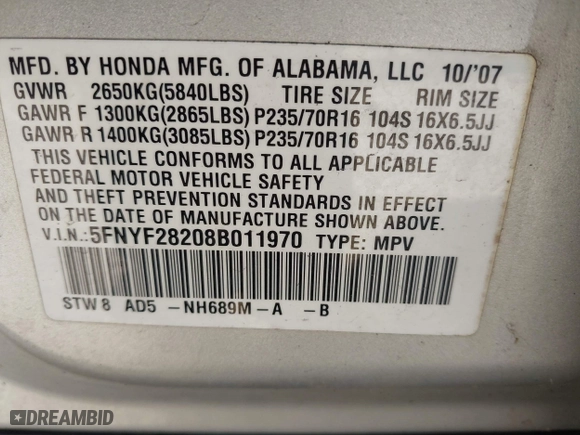 MFD. BY HONDA MFG. OF ALABAMA, LLC 10/'07
GVWR 2650KG(5840LBS) TIRE SIZE RIM SIZE
GAWR F 1300KG(2865LBS) P235/70R16 104S 16X6.5JJ
GAWR R 1400KG(3085LBS) P235/70R16 104S 16X6.5JJ
THIS VEHICLE CONFORMS TO ALL APPLICABLE
FEDERAL MOTOR VEHICLE SAFETY
AND THEFT PREVENTION STANDARDS IN EFFECT
ON THE DATE OF MANUFACTURE SHOWN ABOVE.
V.I.N.:5FNYF28208B011970 TYPE: MPV
STW8 AD5 -NH689M-A -B
DREAMBID